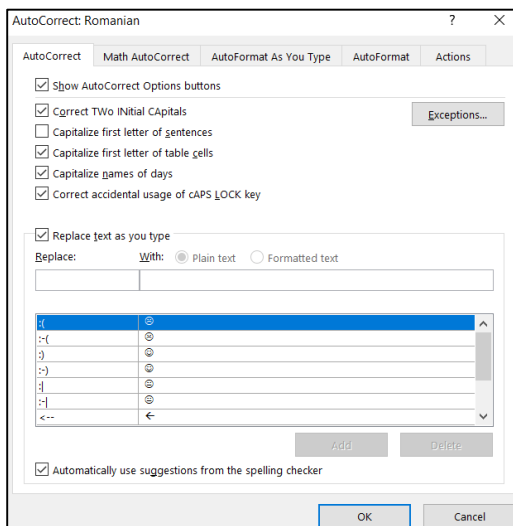 AutoCorrect: Romanian ? ×
AutoCorrect Math AutoCorrect AutoFormat As You Type AutoFormat Actions
Show AutoCorrect Options buttons
Correct TWo INitial CApitals
Exceptions...
Capitalize first letter of sentences
Capitalize first letter of table cells
Capitalize names of days
Correct accidental usage of cAPS LOCK key
Replace text as you type
Replace: With: Plain text Formatted text
:( ☹
:-( ☹
:) ☺
:-) ☺
:| 😐
:-| 😐
<-- ←
Add Delete
Automatically use suggestions from the spelling checker
OK Cancel